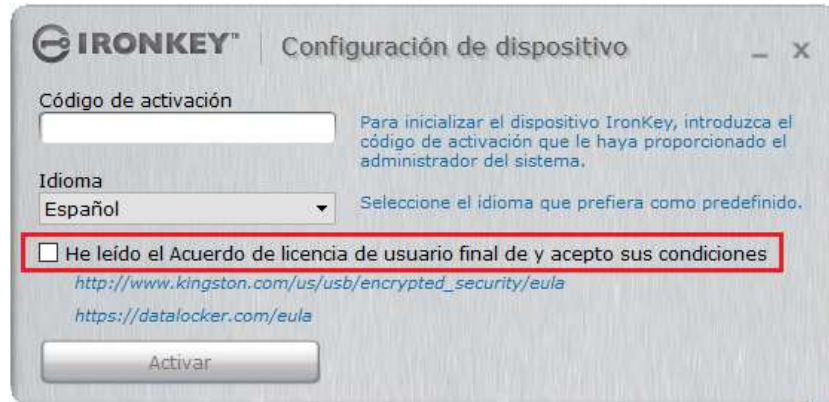 IRONKEY™ Configuración de dispositivo
Código de activación
Para inicializar el dispositivo IronKey, introduzca el
código de activación que le haya proporcionado el
administrador del sistema.
Idioma
Español
Seleccione el idioma que prefiera como predefinido.
He leído el Acuerdo de licencia de usuario final de y acepto sus condiciones
http://www.kingston.com/us/usb/encrypted_security/eula
https://datalocker.com/eula
Activar